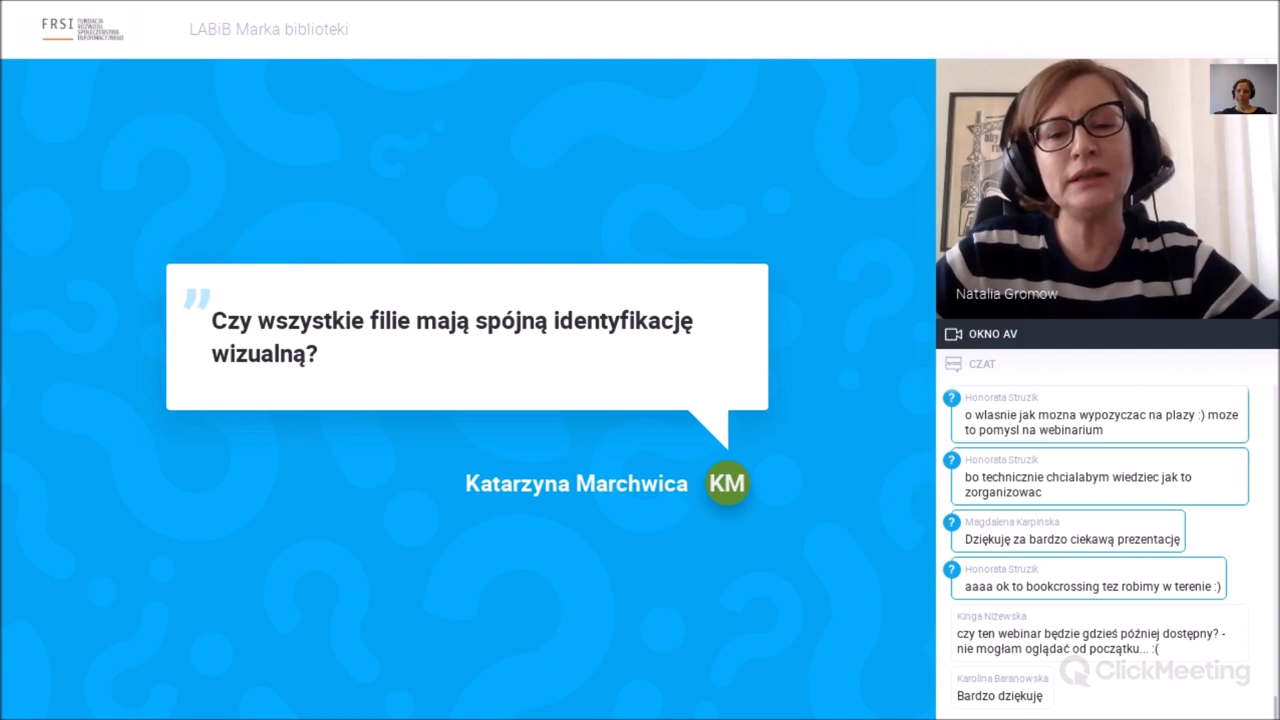 FRSI
FUNDACJA
ROZWOJU
SPOŁECZEŃSTWA
INFORMACYJNEGO
LABiB Marka biblioteki
Czy wszystkie filie mają spójną identyfikację
wizualną?
Katarzyna Marchwica
KM
Natalia Gromow
OKNO AV
CZAT
?
Honorata Struzik
o wlasnie jak mozna wypozyczac na plazy :) moze
to pomysl na webinarium
?
Honorata Struzik
bo technicznie chcialabym wiedziec jak to
zorganizowac
?
Magdalena Karpińska
Dziękuję za bardzo ciekawą prezentację
?
Honorata Struzik
aaaa ok to bookcrossing tez robimy w terenie :)
Kinga Niżewska
czy ten webinar będzie gdzieś później dostępny? -
nie mogłam oglądać od początku... :(
ClickMeeting
Karolina Baranowska
Bardzo dziękuję